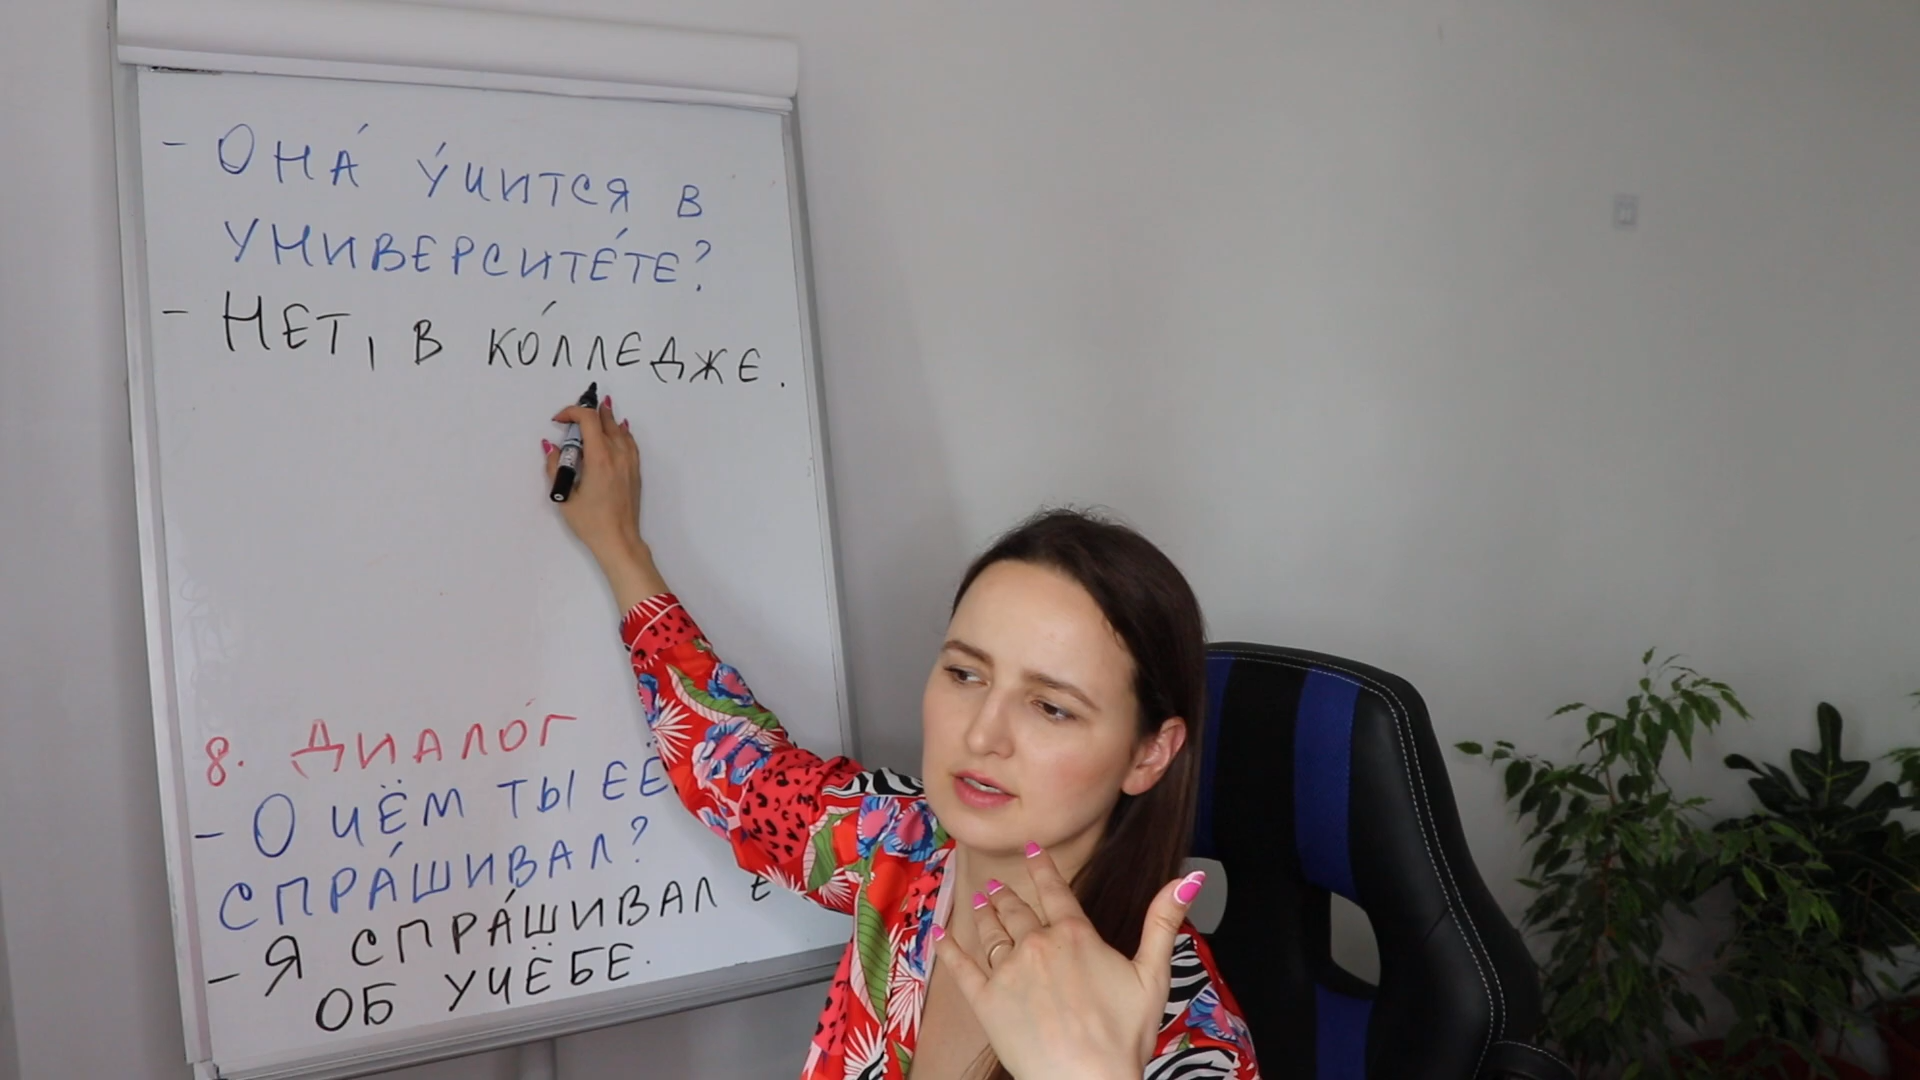 - Она́ у́чится в
университе́те?
- Нет, в ко́лледже.
8. Диало́г
- О чём ты её
спра́шивал?
- Я спра́шивал
об учёбе.